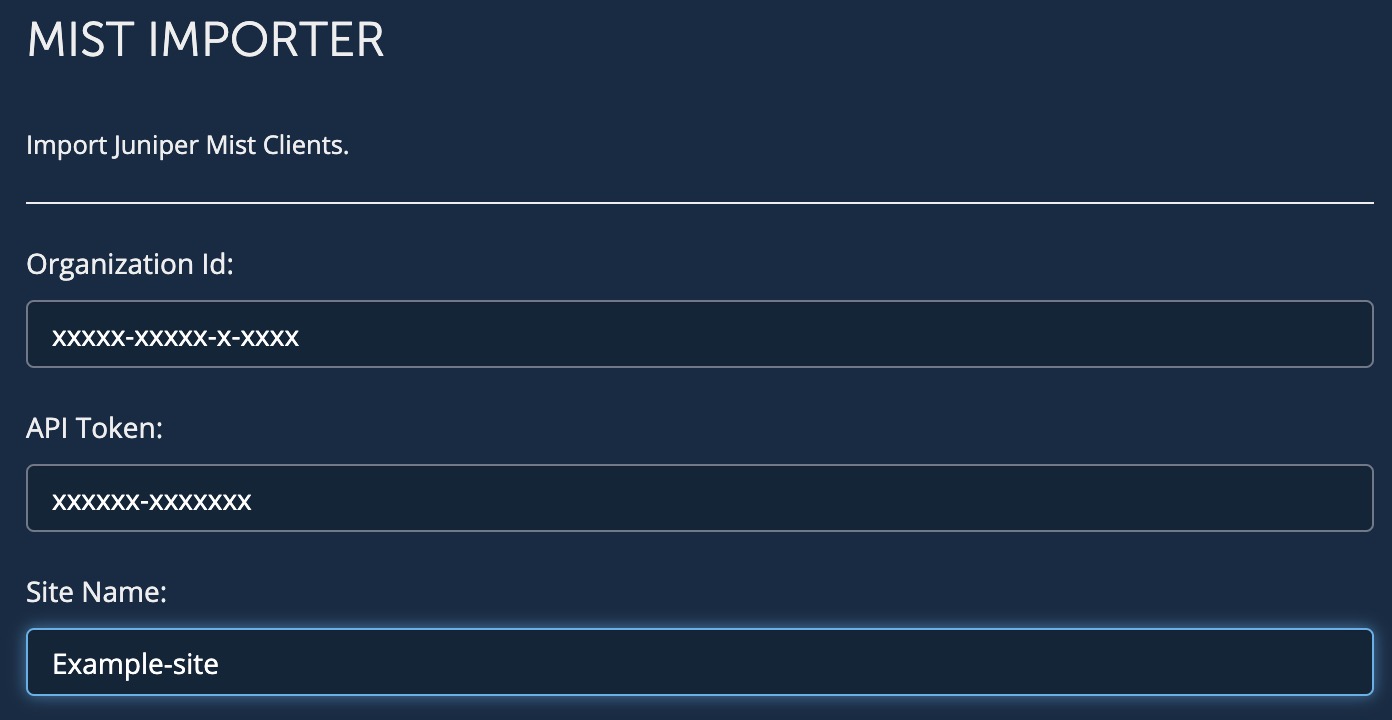 MIST IMPORTER
Import Juniper Mist Clients.
Organization Id:
xxxxx-xxxxx-x-xxxx
API Token:
xxxxxx-xxxxxxx
Site Name:
Example-site